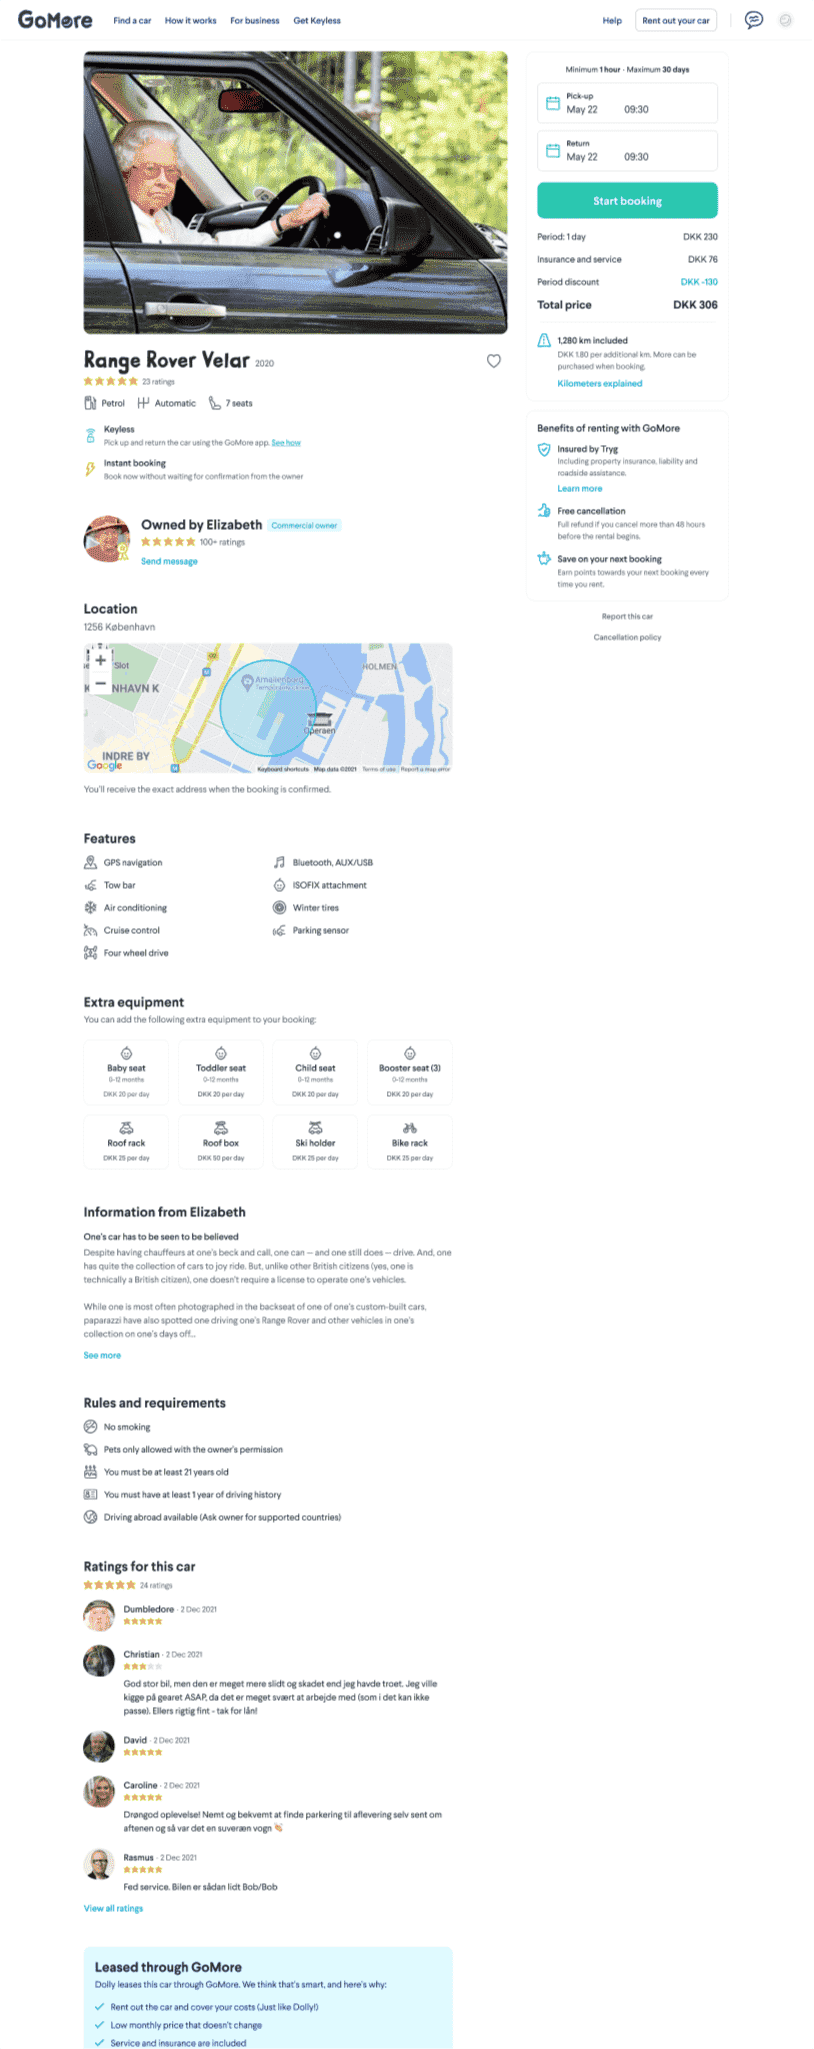 GoMore
Find a car
How it works
For business
Get Keyless
Help
Rent out your car
Minimum 1 hour · Maximum 30 days
Pick-up
May 22 09:30
Return
May 22 09:30
Start booking
Period: 1 day DKK 230
Insurance and service DKK 76
Period discount DKK -130
Total price DKK 306
1,280 km included
DKK 1.80 per additional km. More can be
purchased when booking.
Kilometers explained
Benefits of renting with GoMore
Insured by Tryg
Including property insurance, liability and
roadside assistance.
Learn more
Free cancellation
Full refund if you cancel more than 48 hours
before the rental begins.
Save on your next booking
Earn points towards your next booking every
time you rent.
Report this car
Cancellation policy
Range Rover Velar 2020
23 ratings
Petrol
Automatic
7 seats
Keyless
Pick up and return the car using the GoMore app. See how
Instant booking
Book now without waiting for confirmation from the owner
Owned by Elizabeth Commercial owner
100+ ratings
Send message
Location
1256 København
Slot
NHAVN K
INDRE BY
HOLMEN
Amalienborg
Operaen
Google
Keyboard shortcuts Map data ©2021 Terms of use Report a map error
You'll receive the exact address when the booking is confirmed.
Features
GPS navigation
Bluetooth, AUX/USB
Tow bar
ISOFIX attachment
Air conditioning
Winter tires
Cruise control
Parking sensor
Four wheel drive
Extra equipment
You can add the following extra equipment to your booking:
Baby seat
0-12 months
DKK 20 per day
Toddler seat
0-12 months
DKK 20 per day
Child seat
0-12 months
DKK 20 per day
Booster seat (3)
0-12 months
DKK 20 per day
Roof rack
DKK 25 per day
Roof box
DKK 50 per day
Ski holder
DKK 25 per day
Bike rack
DKK 25 per day
Information from Elizabeth
One's car has to be seen to be believed
Despite having chauffeurs at one's beck and call, one can — and one still does — drive. And, one
has quite the collection of cars to joy ride. But, unlike other British citizens (yes, one is
technically a British citizen), one doesn't require a license to operate one's vehicles.
While one is most often photographed in the backseat of one of one's custom-built cars,
paparazzi have also spotted one driving one's Range Rover and other vehicles in one's
collection on one's days off...
See more
Rules and requirements
No smoking
Pets only allowed with the owner's permission
You must be at least 21 years old
You must have at least 1 year of driving history
Driving abroad available (Ask owner for supported countries)
Ratings for this car
24 ratings
Dumbledore · 2 Dec 2021
Christian · 2 Dec 2021
God stor bil, men den er meget mere slidt og skadet end jeg havde troet. Jeg ville
kigge på gearet ASAP, da det er meget svært at arbejde med (som i det kan ikke
passe). Ellers rigtig fint - tak for lån!
David · 2 Dec 2021
Caroline · 2 Dec 2021
Drøngod oplevelse! Nemt og bekvemt at finde parkering til aflevering selv sent om
aftenen og så var det en suveræn vogn 👏
Rasmus · 2 Dec 2021
Fed service. Bilen er sådan lidt Bob/Bob
View all ratings
Leased through GoMore
Dolly leases this car through GoMore. We think that's smart, and here's why:
Rent out the car and cover your costs (Just like Dolly!)
Low monthly price that doesn't change
Service and insurance are included